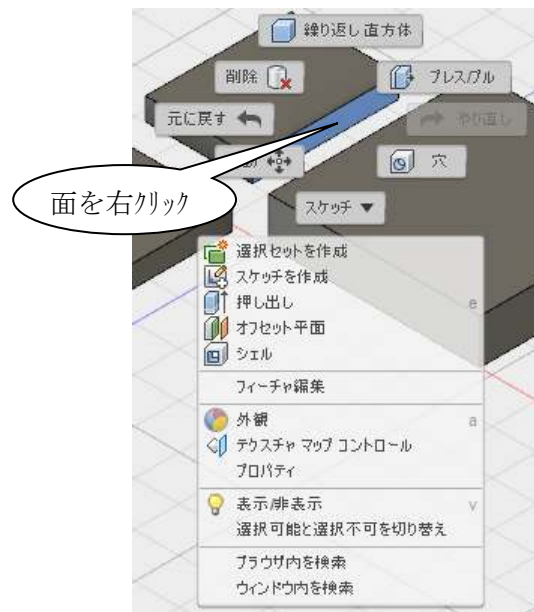 繰り返し 直方体
削除
プレス/プル
元に戻す
やり直し
穴
面を右クリック
スケッチ ▼
選択セットを作成
スケッチを作成
押し出し e
オフセット平面
シェル
フィーチャ編集
外観 a
テクスチャ マップ コントロール
プロパティ
表示/非表示 v
選択可能と選択不可を切り替え
ブラウザ内を検索
ウィンドウ内を検索